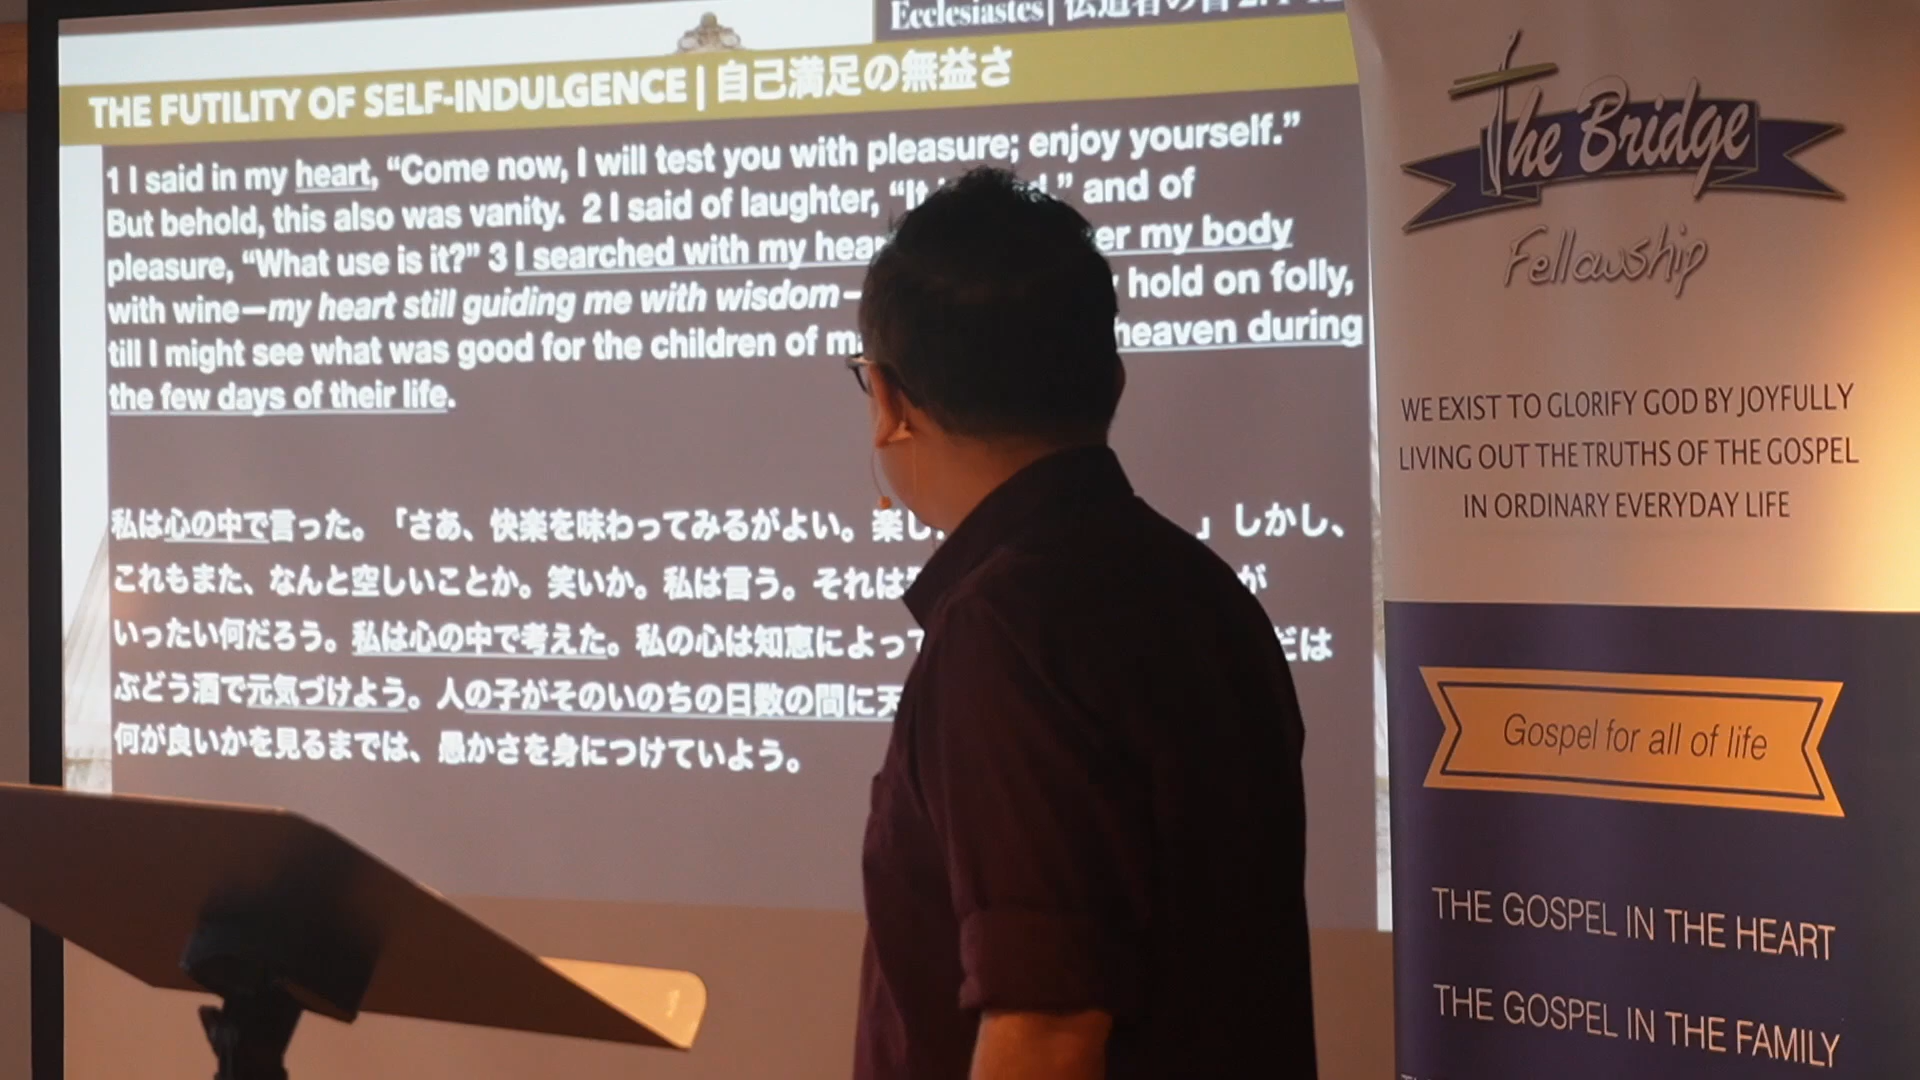 Ecclesiastes| 伝道者の書
THE FUTILITY OF SELF-INDULGENCE | 自己満足の無益さ
1 I said in my heart, “Come now, I will test you with pleasure; enjoy yourself.”
But behold, this also was vanity. 2 I said of laughter, “It ” and of
pleasure, “What use is it?” 3 I searched with my my body
with wine—my heart still guiding me with wisdom— hold on folly,
till I might see what was good for the children of heaven during
the few days of their life.
私は心の中で言った。「さあ、快楽を味わってみるがよい。楽し 」しかし、
これもまた、なんと空しいことか。笑いか。私は言う。それは が
いったい何だろう。私は心の中で考えた。私の心は知恵によって だは
ぶどう酒で元気づけよう。人の子がそのいのちの日数の間に天
何が良いかを見るまでは、愚かさを身につけていよう。
The Bridge
Fellowship
WE EXIST TO GLORIFY GOD BY JOYFULLY
LIVING OUT THE TRUTHS OF THE GOSPEL
IN ORDINARY EVERYDAY LIFE
Gospel for all of life
THE GOSPEL IN THE HEART
THE GOSPEL IN THE FAMILY